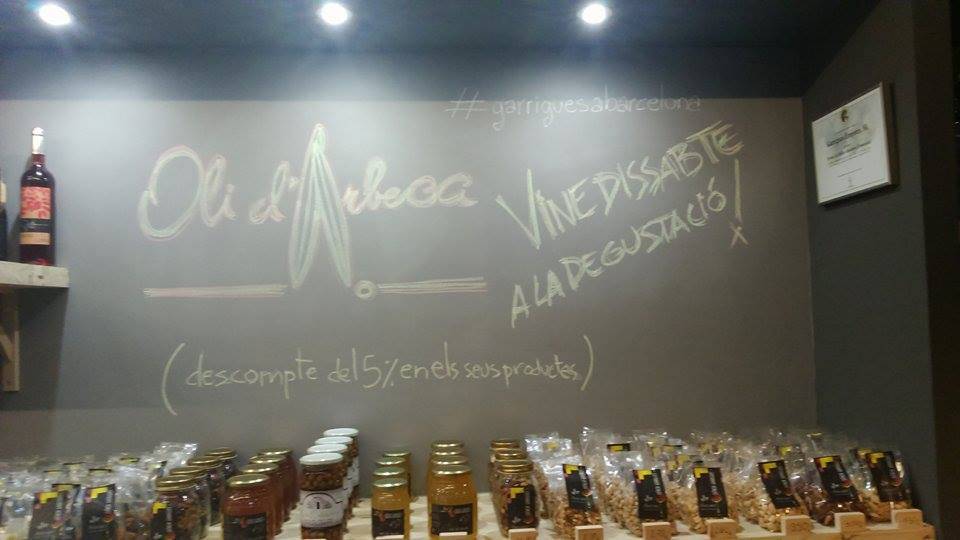 #garriguesabarcelona
Oli d'Arbeca
VINE DISSABTE
A LA DEGUSTACIÓ!
(descompte del 5% en els seus productes)